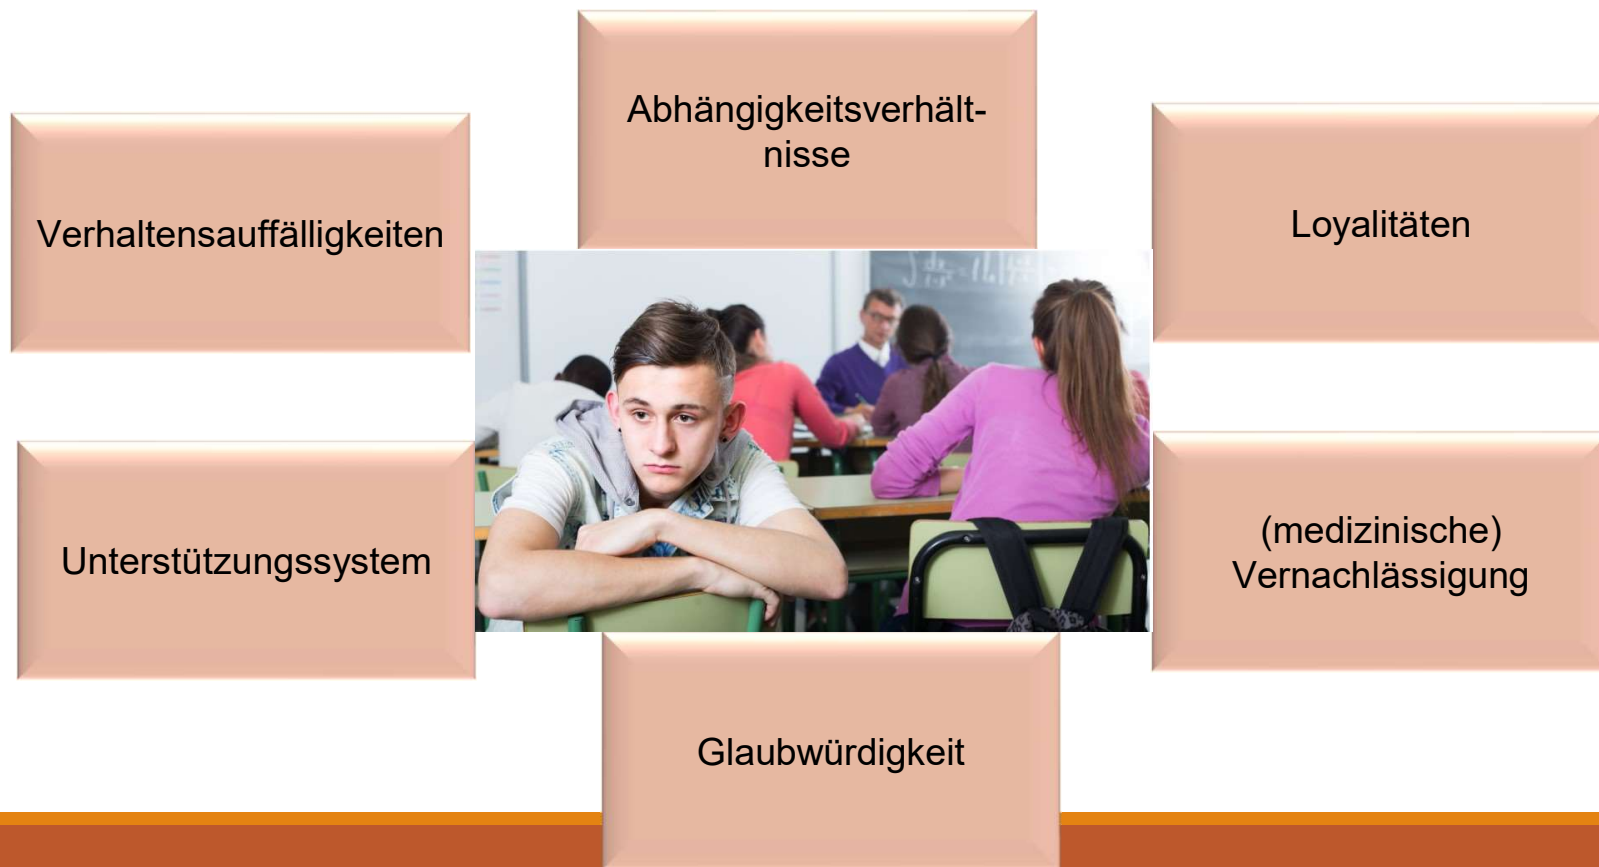 Abhängigkeitsverhält-
nisse
Verhaltensauffälligkeiten
Loyalitäten
Unterstützungssystem
(medizinische)
Vernachlässigung
Glaubwürdigkeit